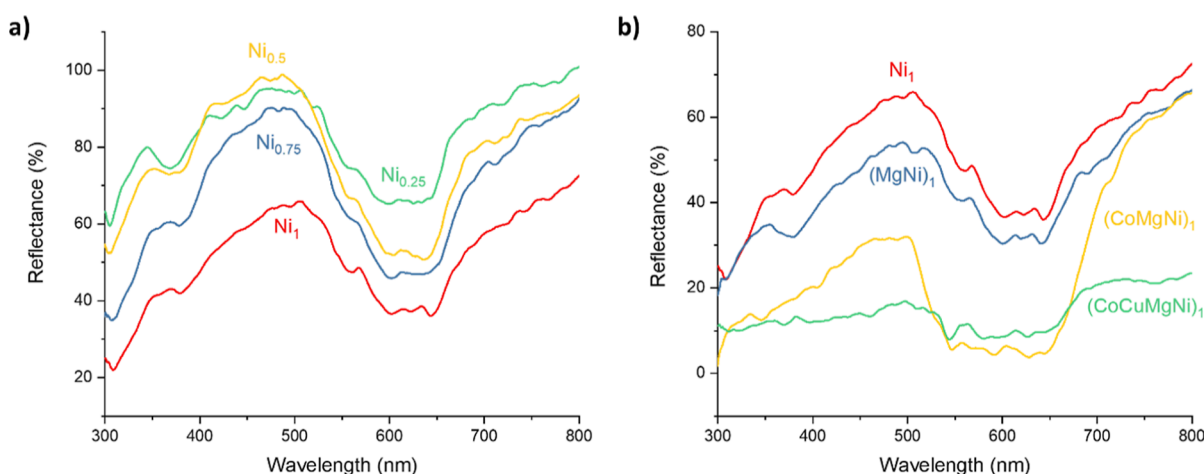 a)
Reflectance (%)
100
80
60
40
20
Ni₀.₅
Ni₀.₇₅
Ni₀.₂₅
Ni₁
300 400 500 600 700 800
Wavelength (nm)
b)
Reflectance (%)
80
60
40
20
0
Ni₁
(MgNi)₁
(CoMgNi)₁
(CoCuMgNi)₁
300 400 500 600 700 800
Wavelength (nm)